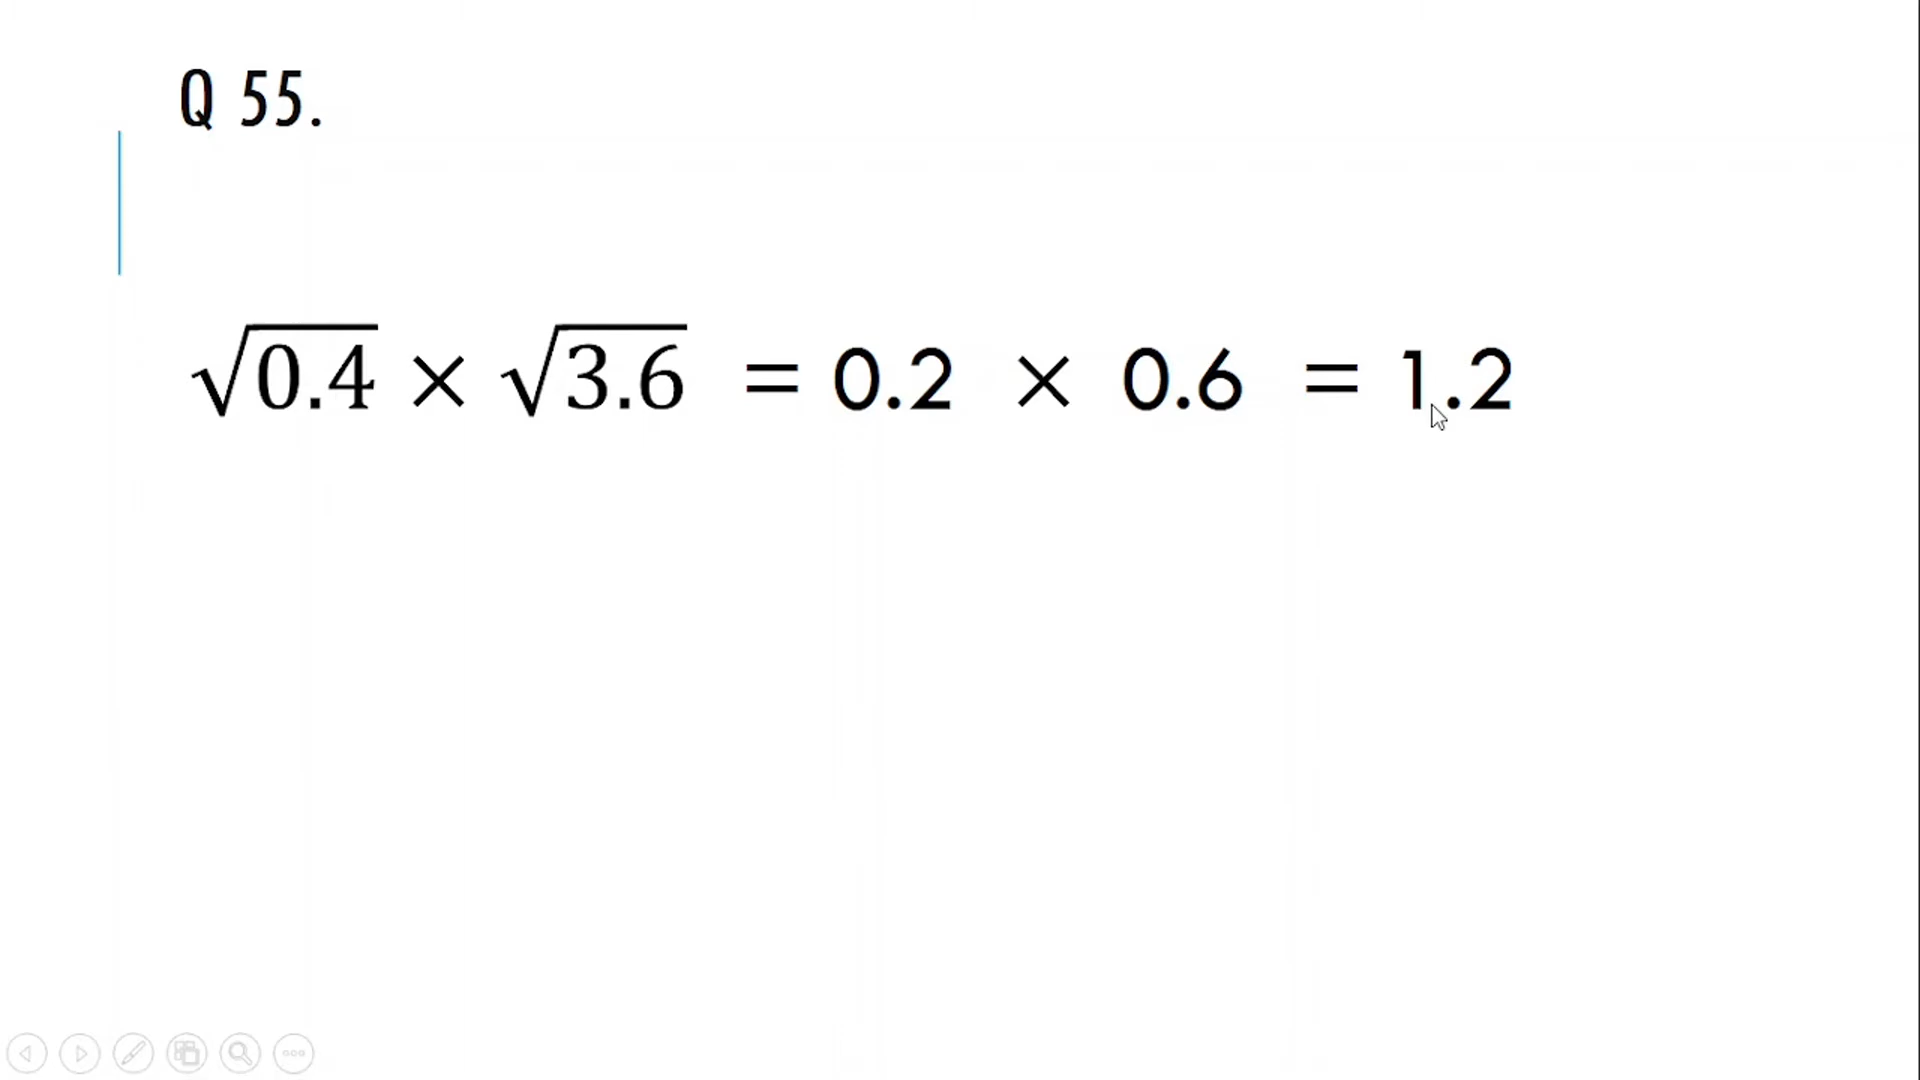 Q 55.
√0.4 × √3.6 = 0.2 × 0.6 = 1.2